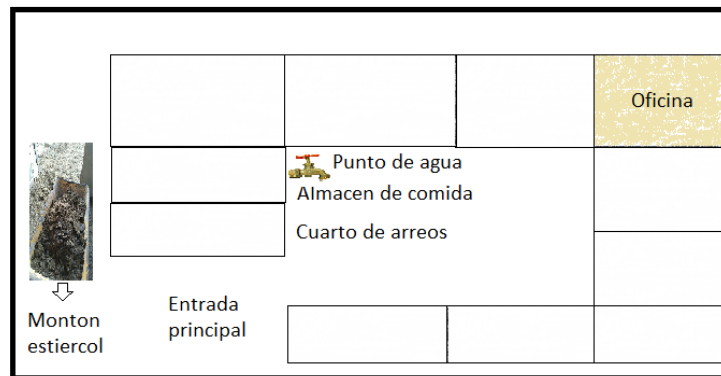 Oficina
Punto de agua
Almacen de comida
Cuarto de arreos
Entrada
principal
Monton
estiercol